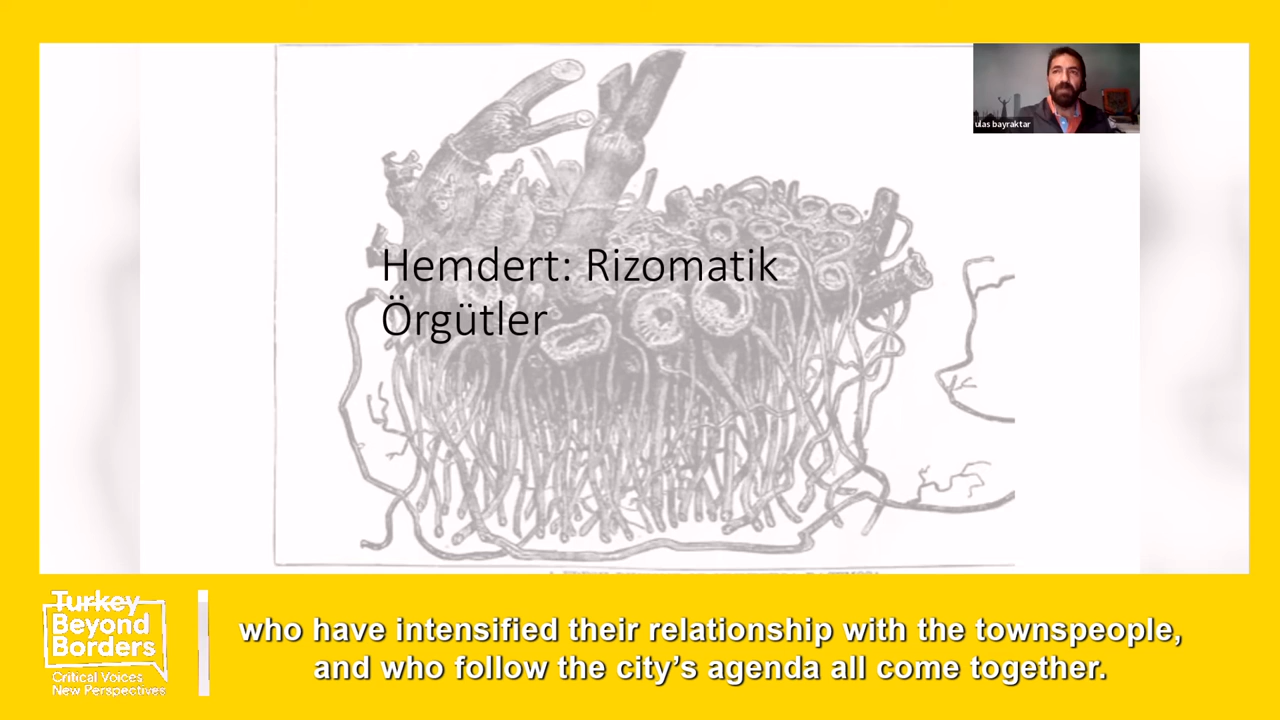 ulas bayraktar
Hemdert: Rizomatik
Örgütler
Turkey
Beyond
Borders
Critical Voices
New Perspectives
who have intensified their relationship with the townspeople,
and who follow the city’s agenda all come together.